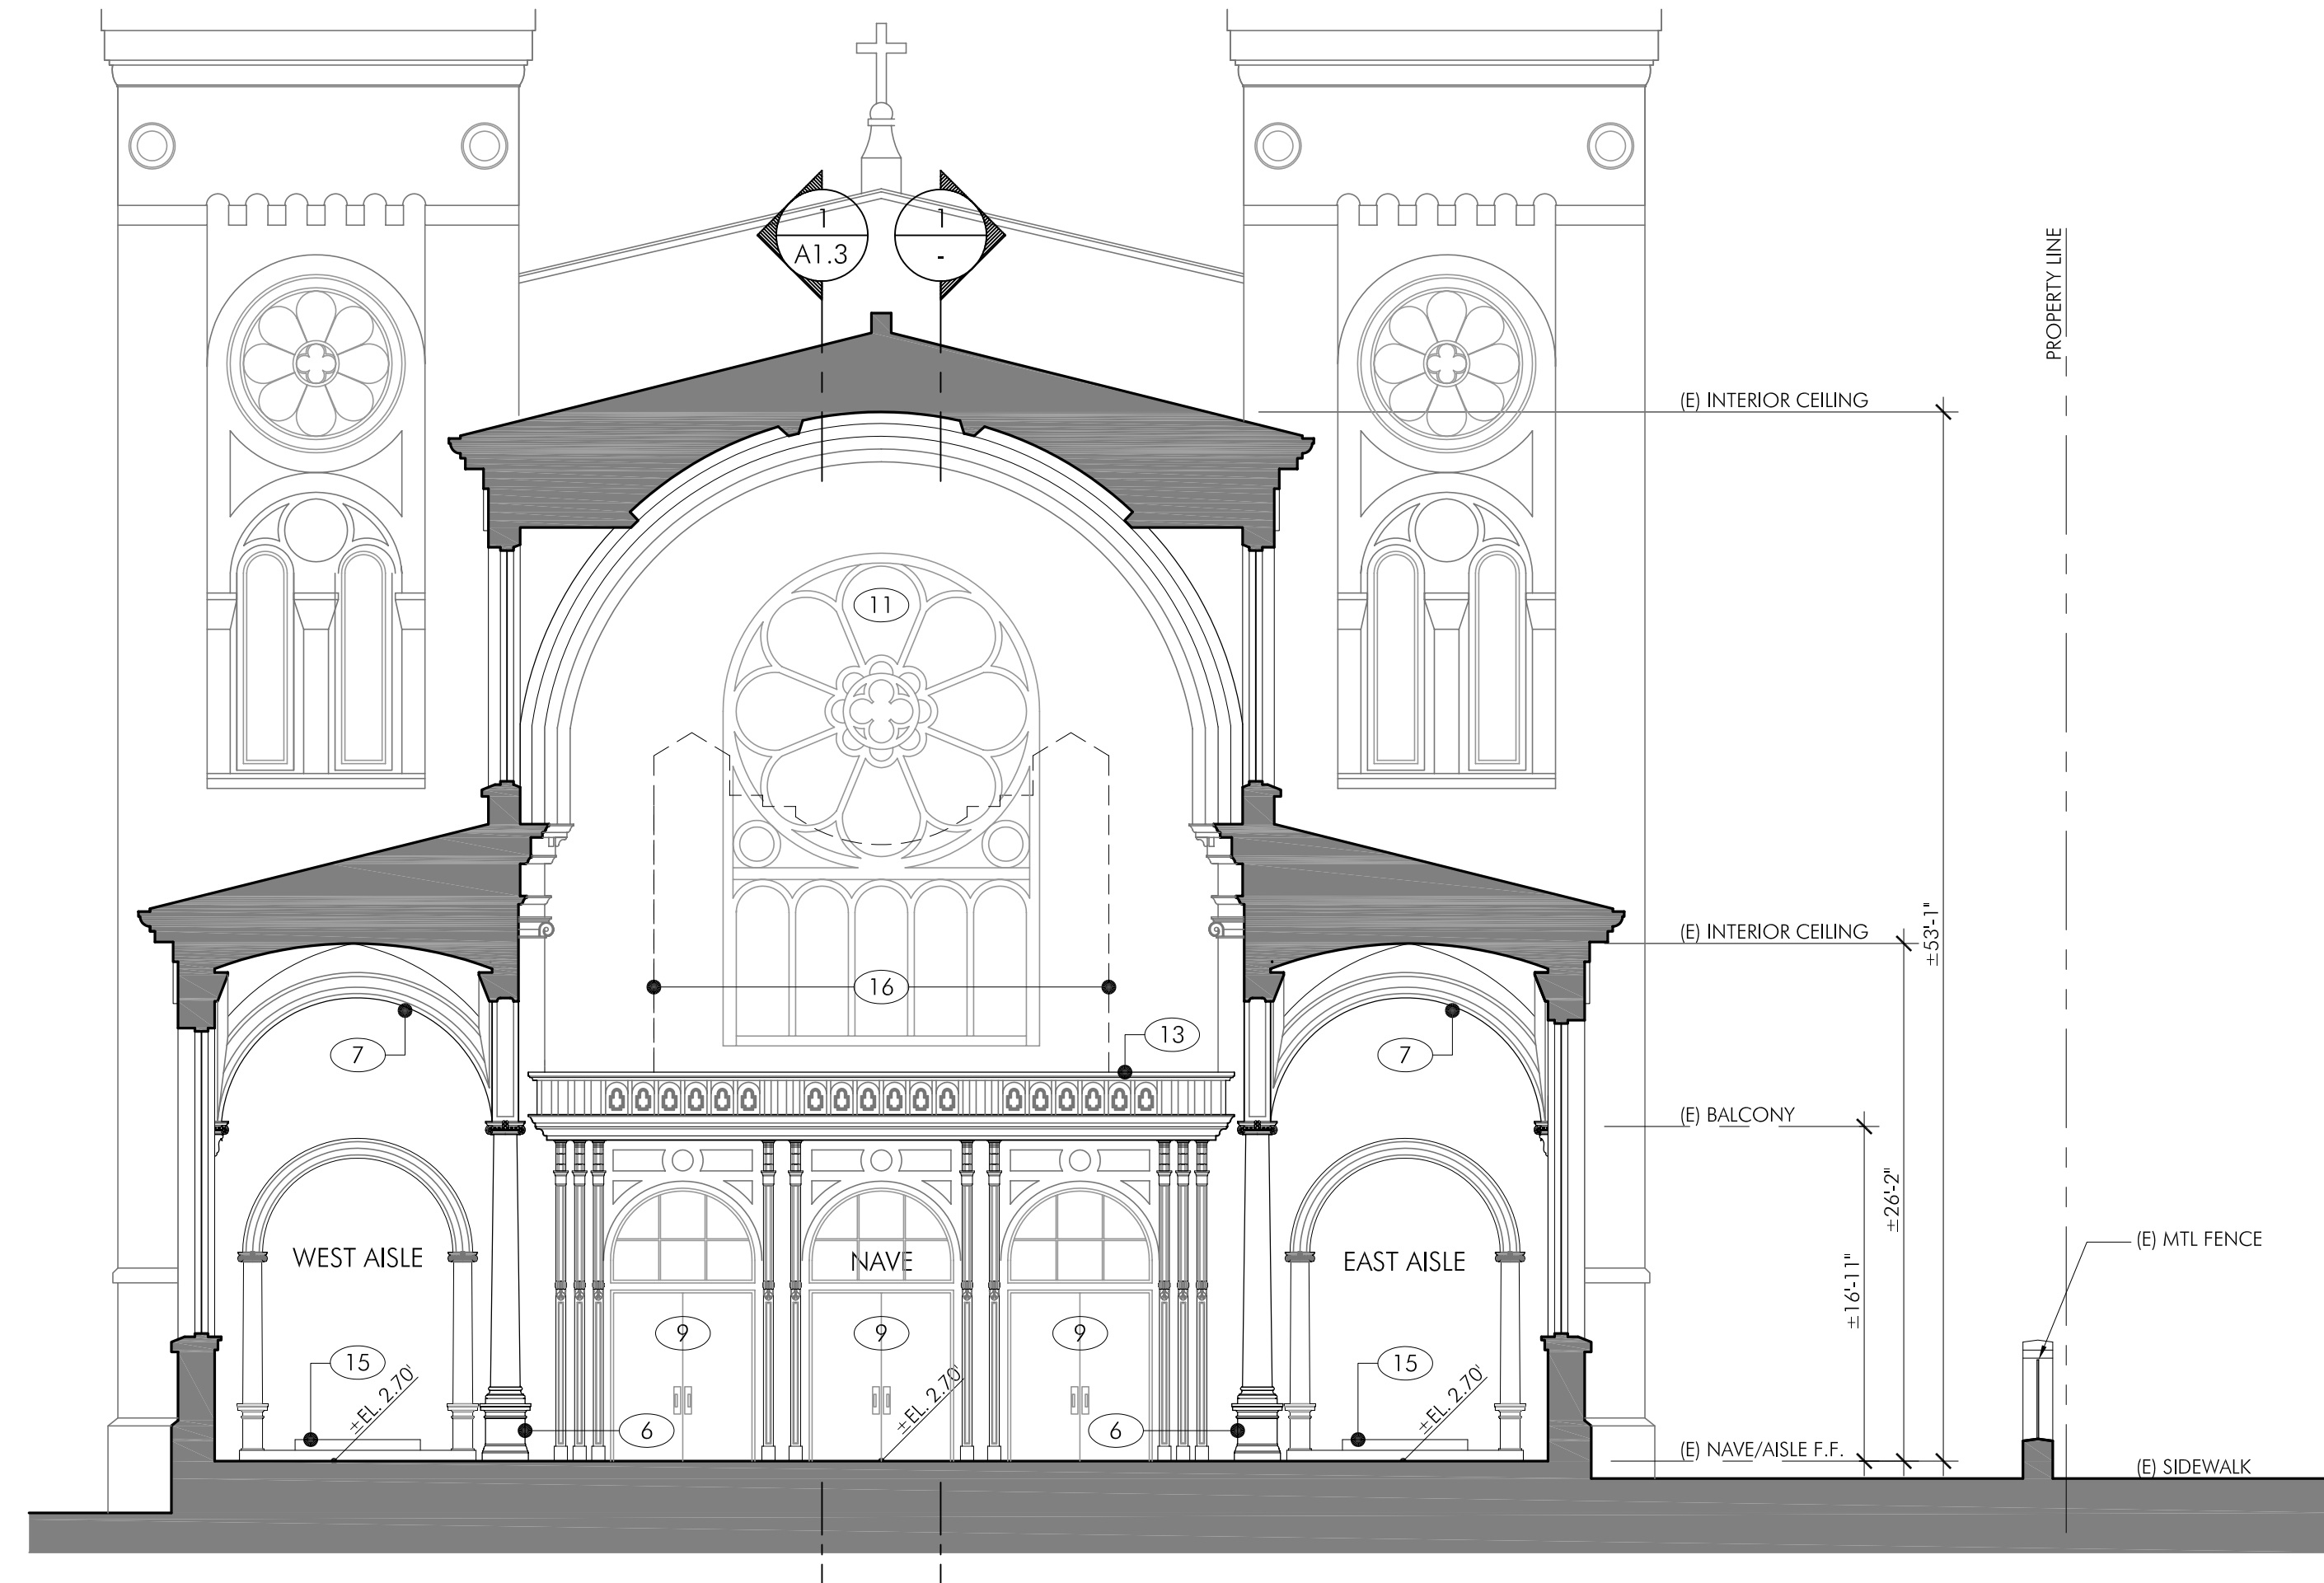 1
A1.3
1
-
PROPERTY LINE
(E) INTERIOR CEILING
11
(E) INTERIOR CEILING
±53'-1"
16
13
7
7
(E) BALCONY
±26'-2"
±16'-11"
(E) MTL FENCE
WEST AISLE
NAVE
EAST AISLE
9
9
9
15
±EL. 2.70'
±EL. 2.70'
15
±EL. 2.70'
6
6
(E) NAVE/AISLE F.F.
(E) SIDEWALK